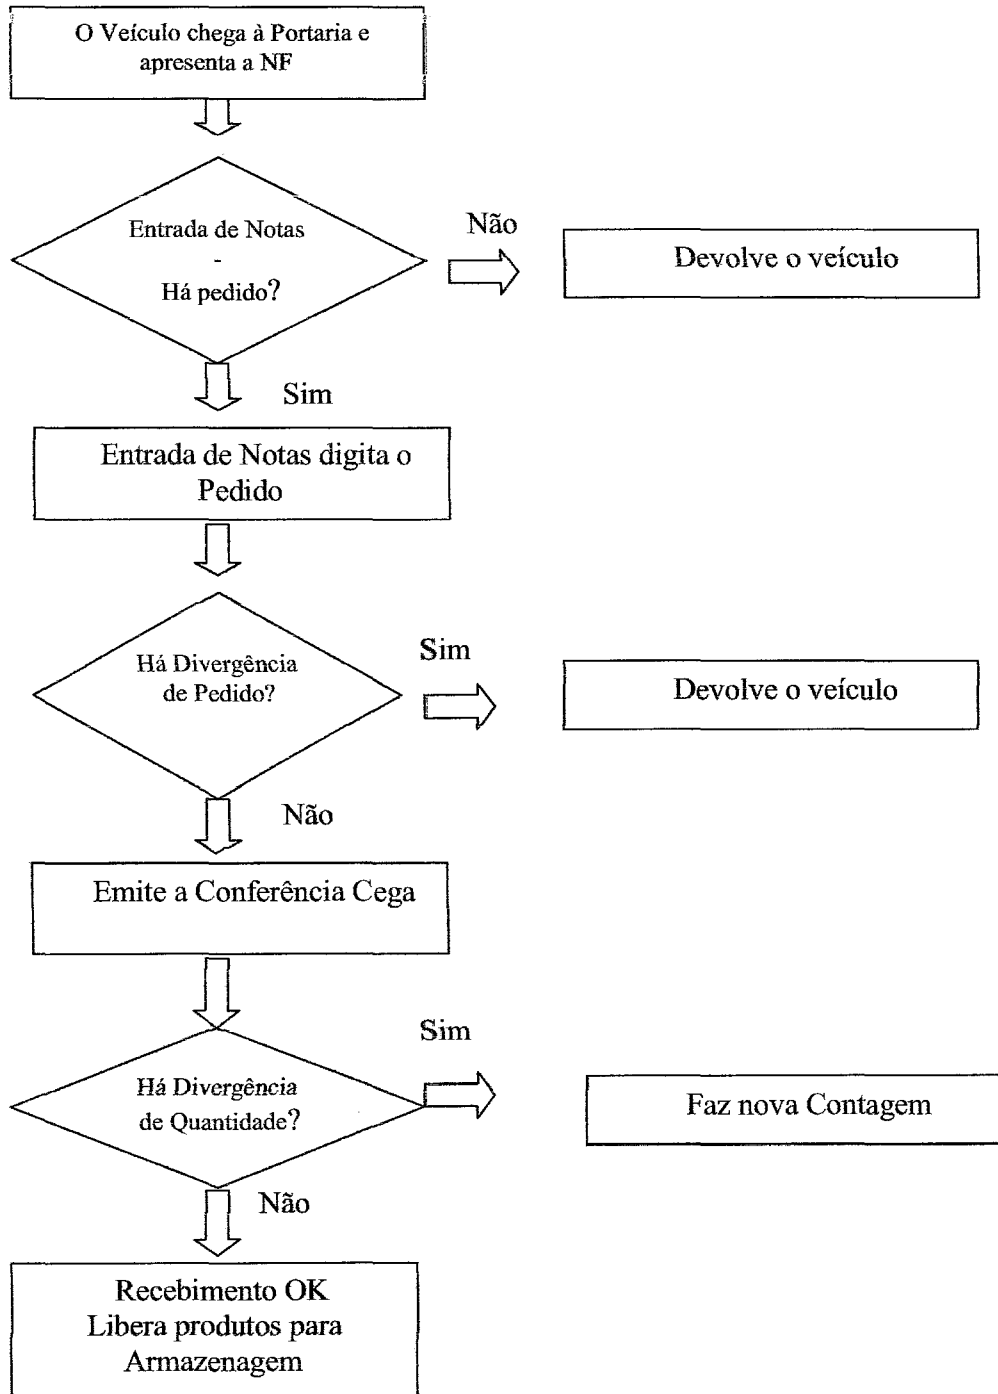 O Veículo chega à Portaria e
apresenta a NF
Entrada de Notas
-
Há pedido?
Não
Devolve o veículo
Sim
Entrada de Notas digita o
Pedido
Há Divergência
de Pedido?
Sim
Devolve o veículo
Não
Emite a Conferência Cega
Há Divergência
de Quantidade?
Sim
Faz nova Contagem
Não
Recebimento OK
Libera produtos para
Armazenagem